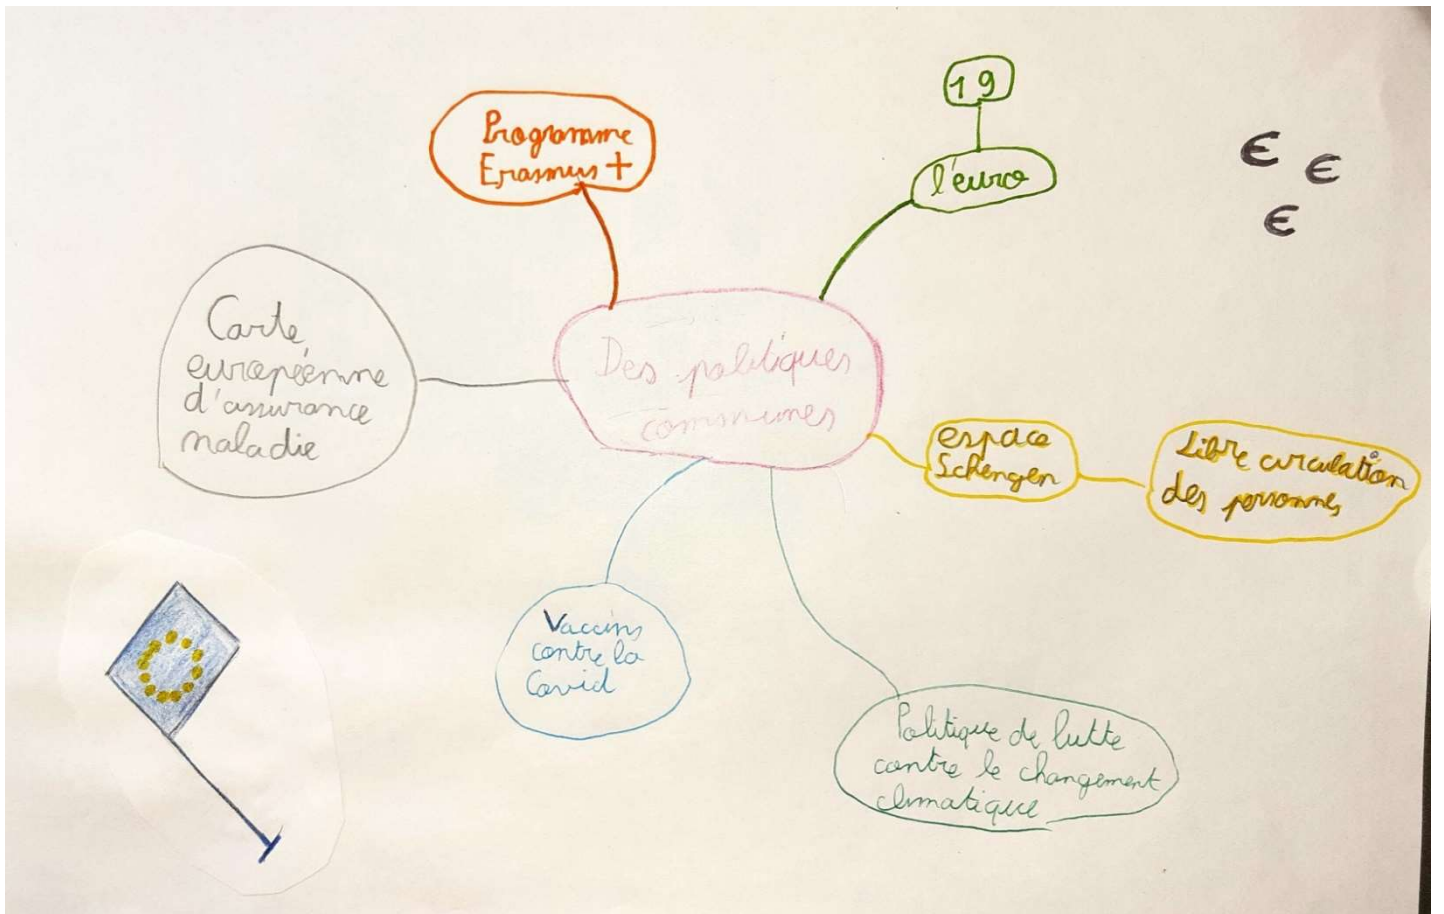 19
l'euro
Programme
Erasmus +
€ €
€
Carte
européenne
d'assurance
maladie
Des politiques
communes
espace
Schengen
Libre circulation
des personnes
Vaccins
contre la
Covid
Politique de lutte
contre le changement
climatique